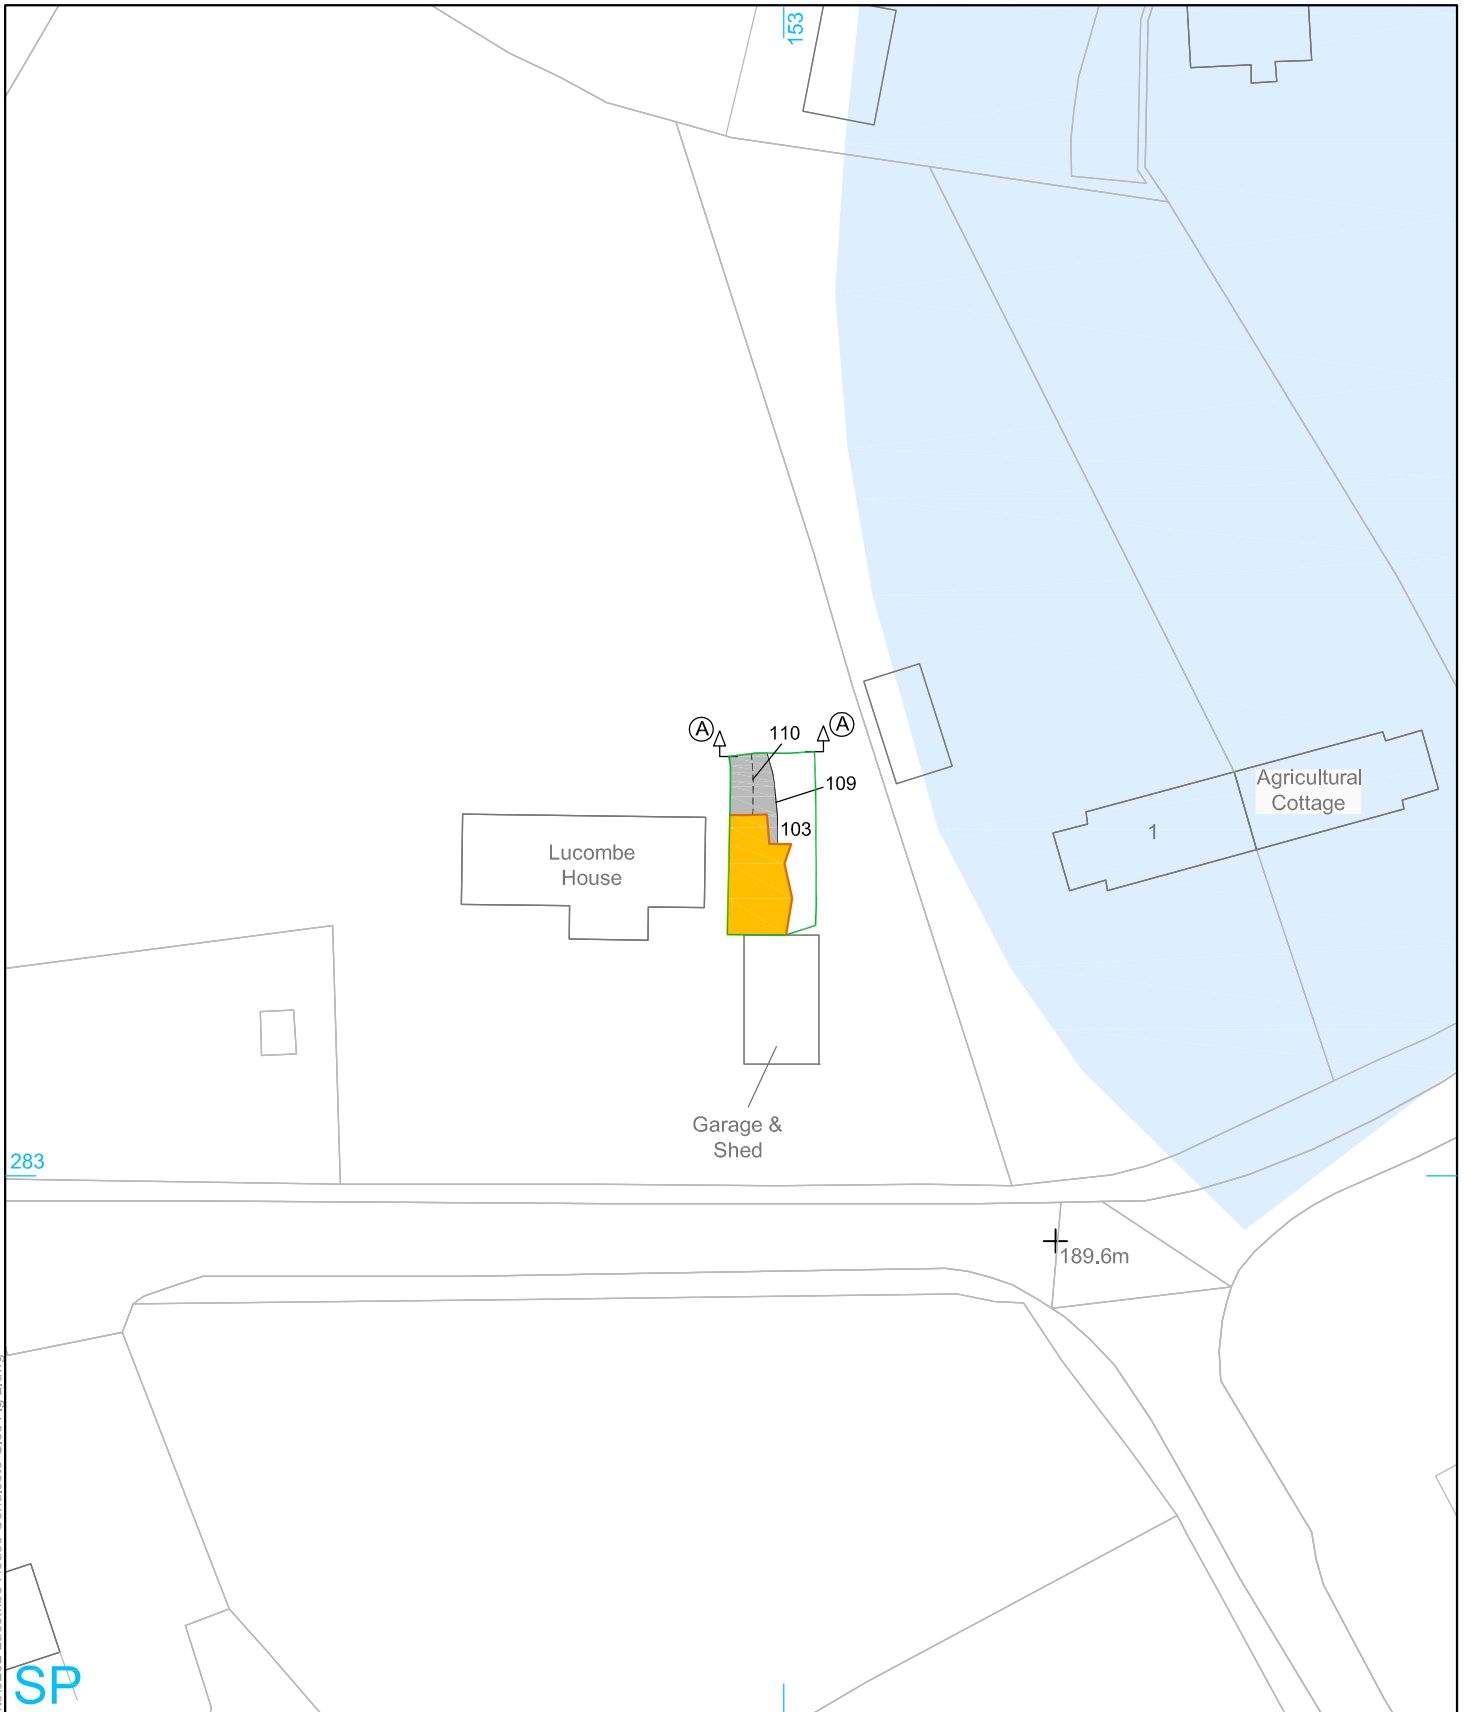 153
A
110
A
109
103
Lucombe
House
Agricultural
Cottage
1
Garage &
Shed
283
189.6m
SP